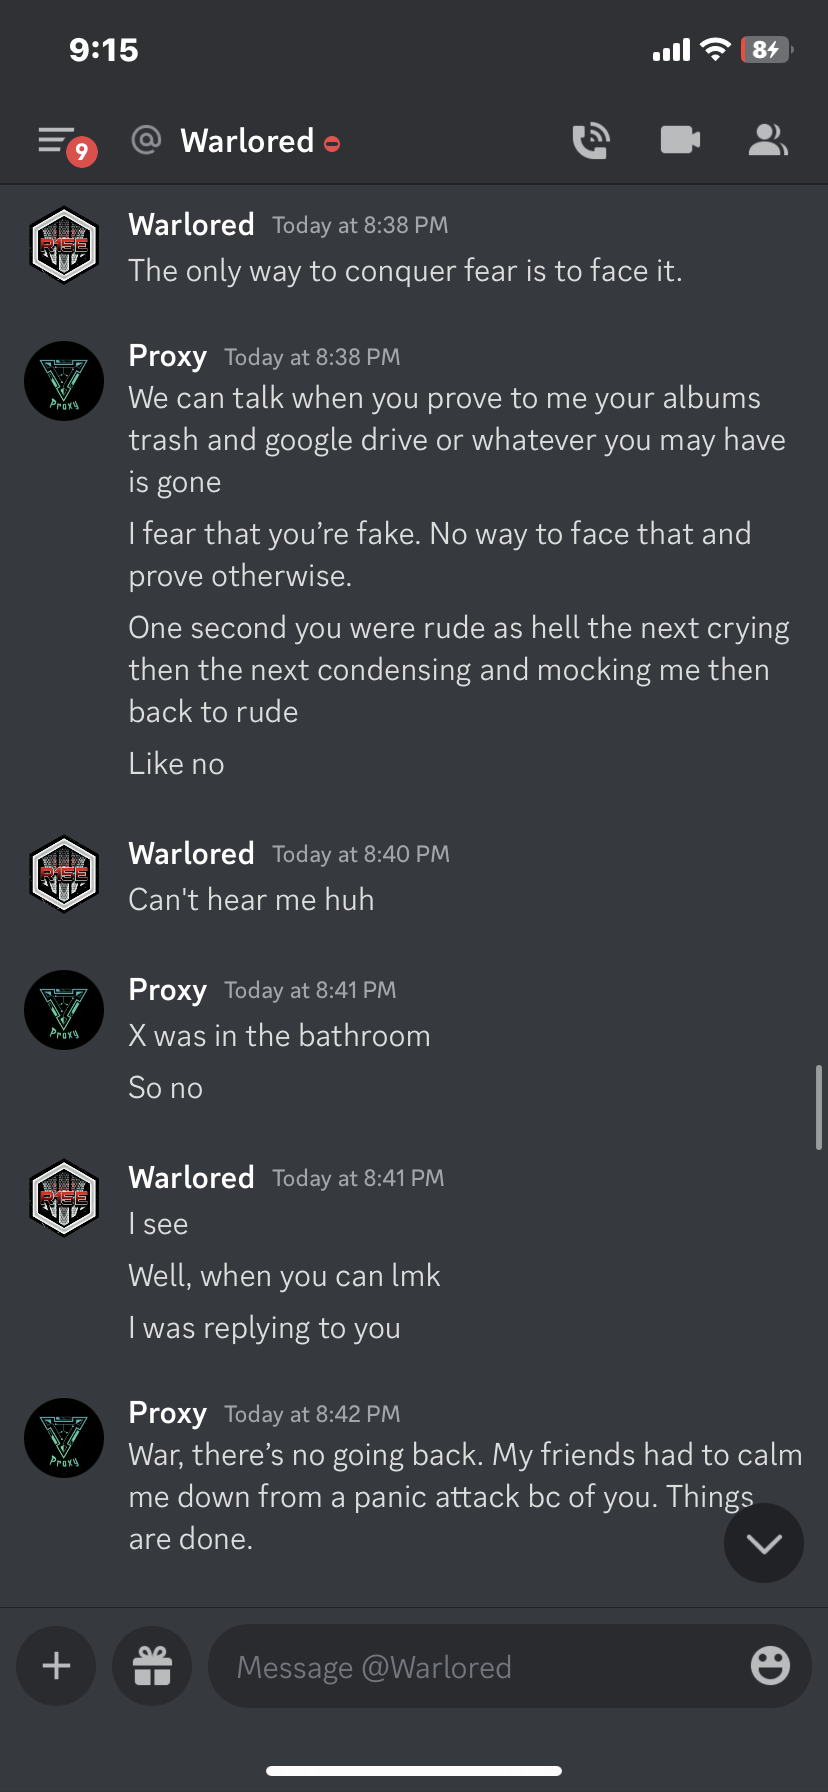 9:15
8
9
Warlored
Warlored Today at 8:38 PM
R1SE
The only way to conquer fear is to face it.
Proxy Today at 8:38 PM
Proxy
We can talk when you prove to me your albums
trash and google drive or whatever you may have
is gone
I fear that you’re fake. No way to face that and
prove otherwise.
One second you were rude as hell the next crying
then the next condensing and mocking me then
back to rude
Like no
Warlored Today at 8:40 PM
R1SE
Can't hear me huh
Proxy Today at 8:41 PM
Proxy
X was in the bathroom
So no
Warlored Today at 8:41 PM
R1SE
I see
Well, when you can lmk
I was replying to you
Proxy Today at 8:42 PM
Proxy
War, there’s no going back. My friends had to calm
me down from a panic attack bc of you. Things
are done.
Message @Warlored